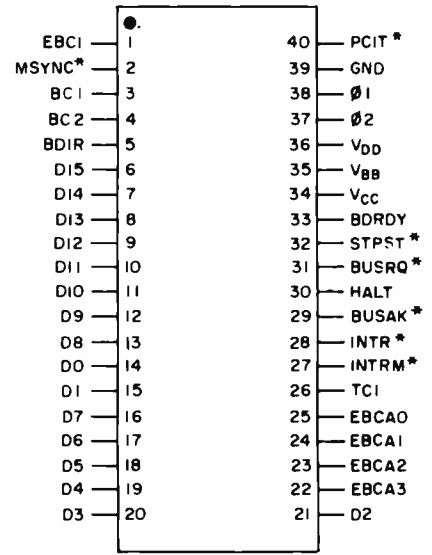 EBCI 1 40 PCIT*
MSYNC* 2 39 GND
BC1 3 38 Ø1
BC2 4 37 Ø2
BDIR 5 36 VDD
D15 6 35 VBB
D14 7 34 VCC
D13 8 33 BDRDY
D12 9 32 STPST*
D11 10 31 BUSRQ*
D10 11 30 HALT
D9 12 29 BUSAK*
D8 13 28 INTR*
D0 14 27 INTRM*
D1 15 26 TCI
D7 16 25 EBCA0
D6 17 24 EBCA1
D5 18 23 EBCA2
D4 19 22 EBCA3
D3 20 21 D2